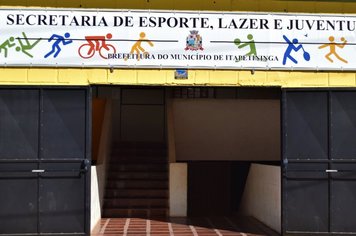 SECRETARIA DE ESPORTE, LAZER E JUVENTU
PREFEITURA DO MUNICÍPIO DE ITAPETININGA